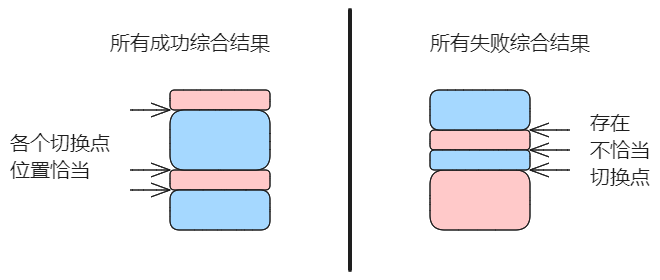 所有成功综合结果
各个切换点
位置恰当
所有失败综合结果
存在
不恰当
切换点